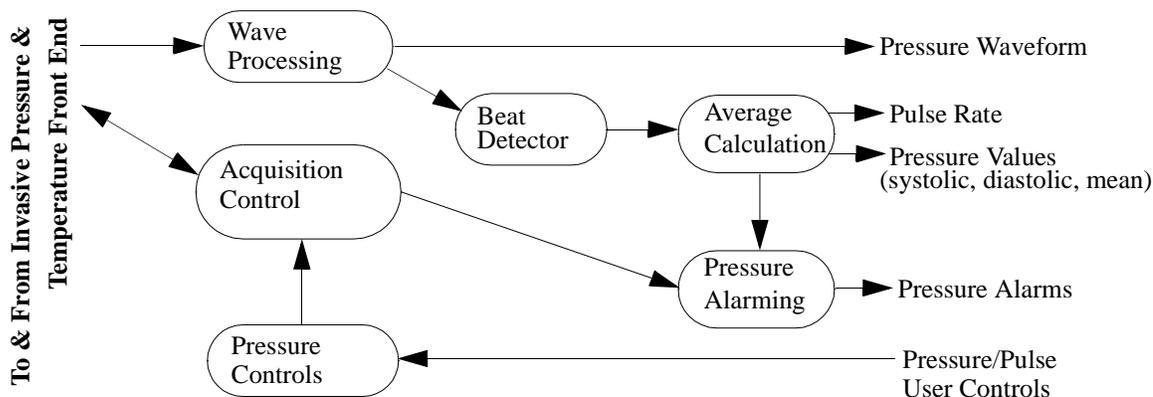 To & From Invasive Pressure &
Temperature Front End
Wave
Processing
Pressure Waveform
Beat
Detector
Average
Calculation
Pulse Rate
Pressure Values
(systolic, diastolic, mean)
Acquisition
Control
Pressure
Alarming
Pressure Alarms
Pressure
Controls
Pressure/Pulse
User Controls